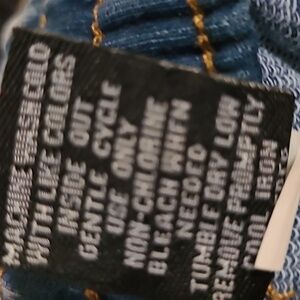 MACHINE WASH COLD
WITH LIKE COLORS
INSIDE OUT
GENTLE CYCLE
USE ONLY
NON-CHLORINE
BLEACH WHEN
NEEDED
TUMBLE DRY LOW
REMOVE PROMPTLY
COOL IRON